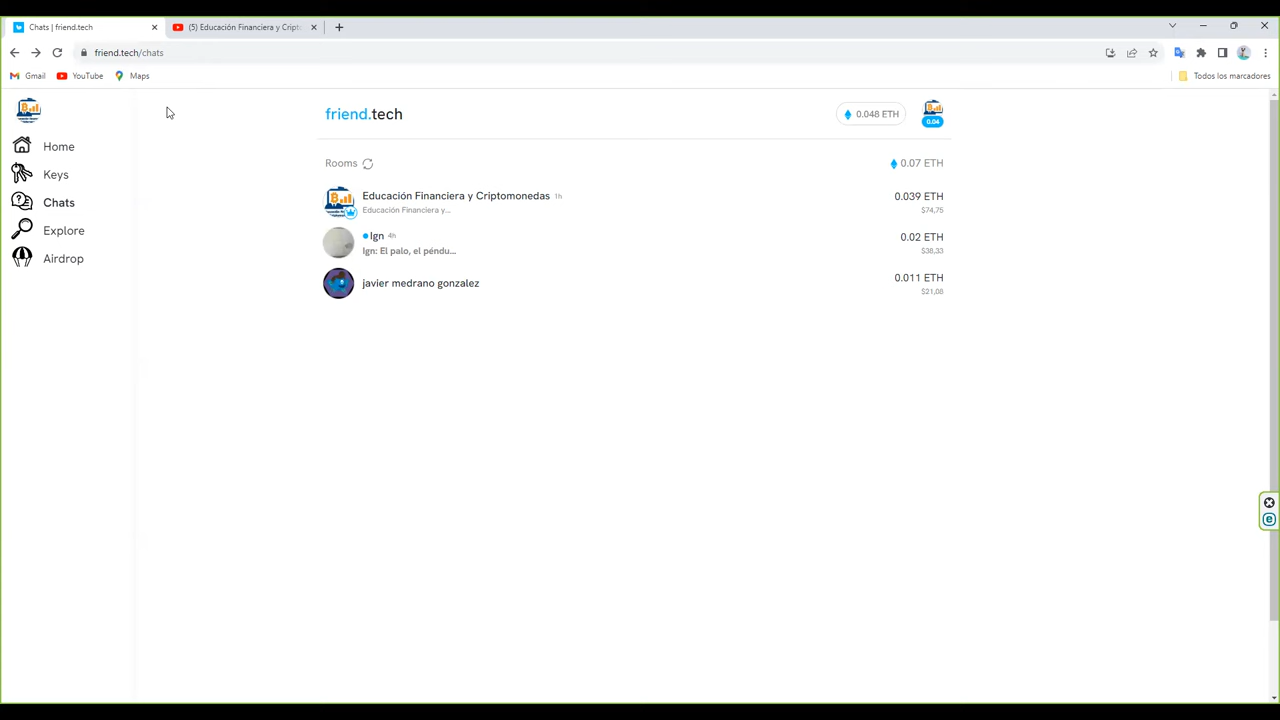 Chats | friend.tech
(5) Educación Financiera y Cripto
friend.tech/chats
Gmail
YouTube
Maps
Todos los marcadores
friend.tech
0.048 ETH
0.04
Home
Keys
Chats
Explore
Airdrop
Rooms
0.07 ETH
Educación Financiera y Criptomonedas 1h
0.039 ETH
Educación Financiera y...
$74,75
Ign 4h
0.02 ETH
Ign: El palo, el péndu...
$38,33
javier medrano gonzalez
0.011 ETH
$21,08